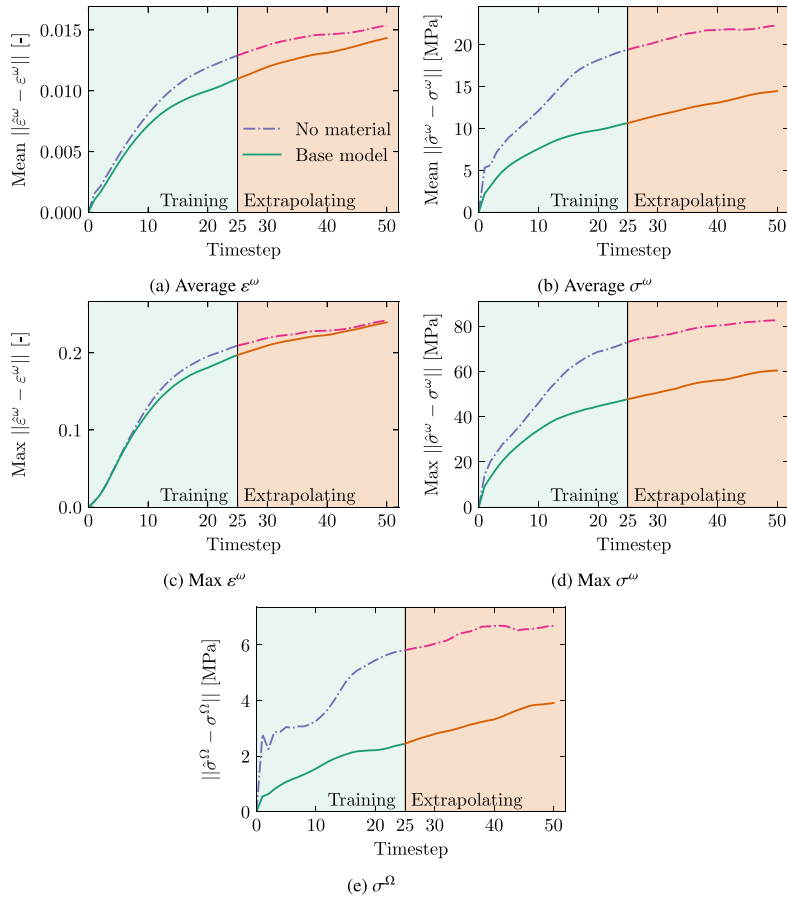 0.015
0.010
0.005
0.000
Mean ||ε̂^ω − ε^ω|| [-]
No material
Base model
Training
Extrapolating
0 10 20 25 30 40 50
Timestep
(a) Average ε^ω
20
15
10
5
0
Mean ||σ̂^ω − σ^ω|| [MPa]
Training
Extrapolating
0 10 20 25 30 40 50
Timestep
(b) Average σ^ω
0.2
0.1
0.0
Max ||ε̂^ω − ε^ω|| [-]
Training
Extrapolating
0 10 20 25 30 40 50
Timestep
(c) Max ε^ω
80
60
40
20
0
Max ||σ̂^ω − σ^ω|| [MPa]
Training
Extrapolating
0 10 20 25 30 40 50
Timestep
(d) Max σ^ω
6
4
2
0
||σ̂^Ω − σ^Ω|| [MPa]
Training
Extrapolating
0 10 20 25 30 40 50
Timestep
(e) σ^Ω